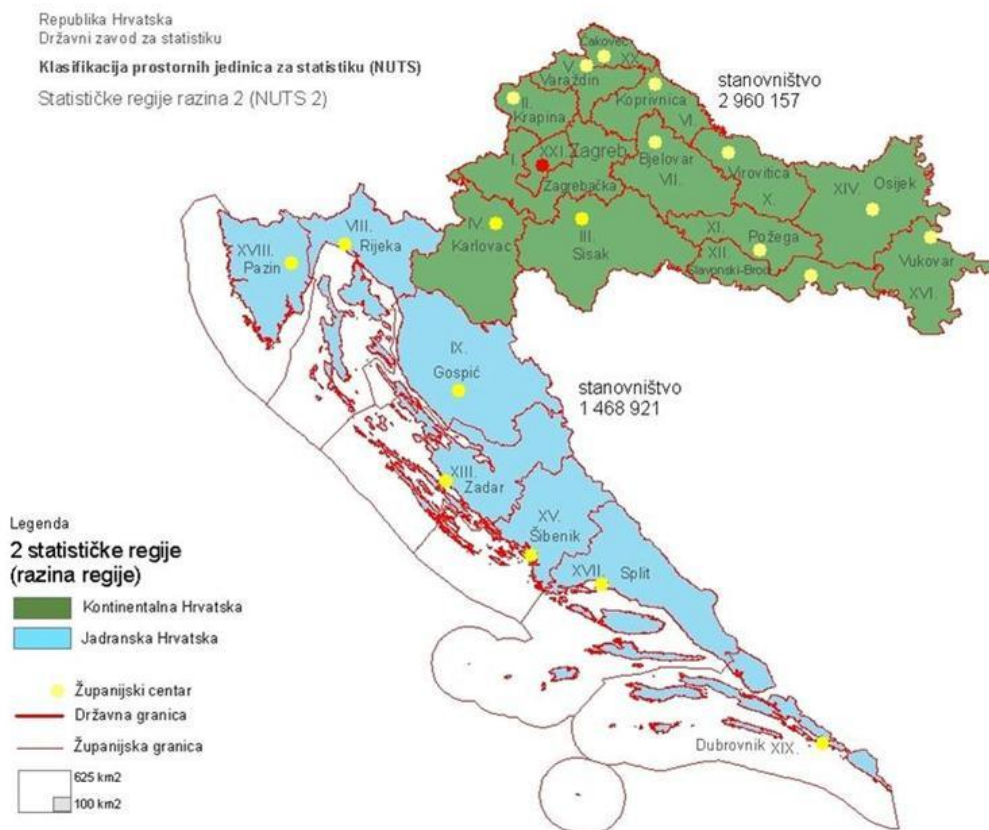 Republika Hrvatska
Državni zavod za statistiku
Klasifikacija prostornih jedinica za statistiku (NUTS)
Statističke regije razina 2 (NUTS 2)
stanovništvo
2 960 157
Čakovec
XX.
V.
Varaždin
II.
Krapina
Koprivnica
VI.
I.
XXI. Zagreb
Zagrebačka
Bjelovar
VII.
Virovitica
X.
XIV.
Osijek
IV.
Karlovac
III.
Sisak
XI.
Požega
XII.
Slavonski-Brod
Vukovar
XVI.
VIII.
Rijeka
XVIII.
Pazin
IX.
Gospić
stanovništvo
1 468 921
XIII.
Zadar
XV.
Šibenik
XVII.
Split
Dubrovnik XIX.
Legenda
2 statističke regije
(razina regije)
Kontinentalna Hrvatska
Jadranska Hrvatska
Županijski centar
Državna granica
Županijska granica
625 km2
100 km2